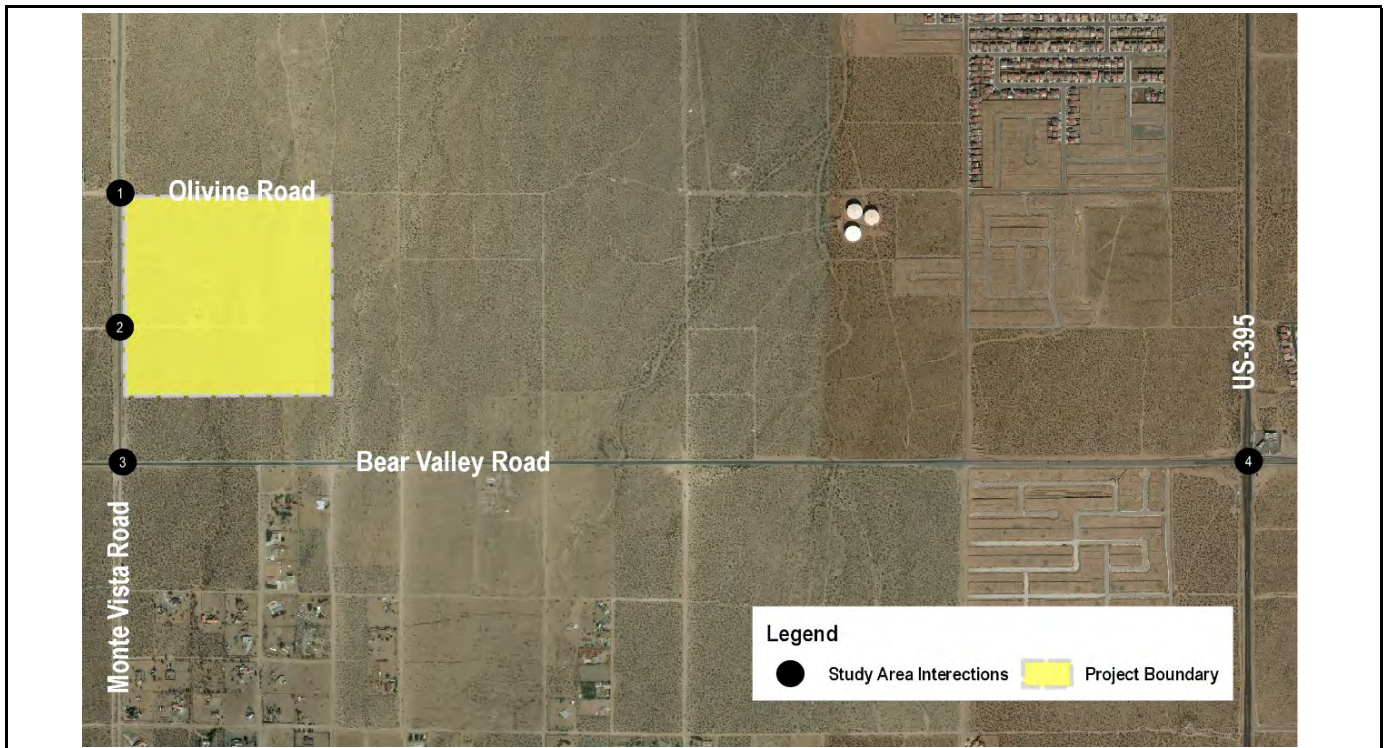 1
Olivine Road
2
US-395
3
Bear Valley Road
4
Monte Vista Road
Legend
Study Area Interections
Project Boundary